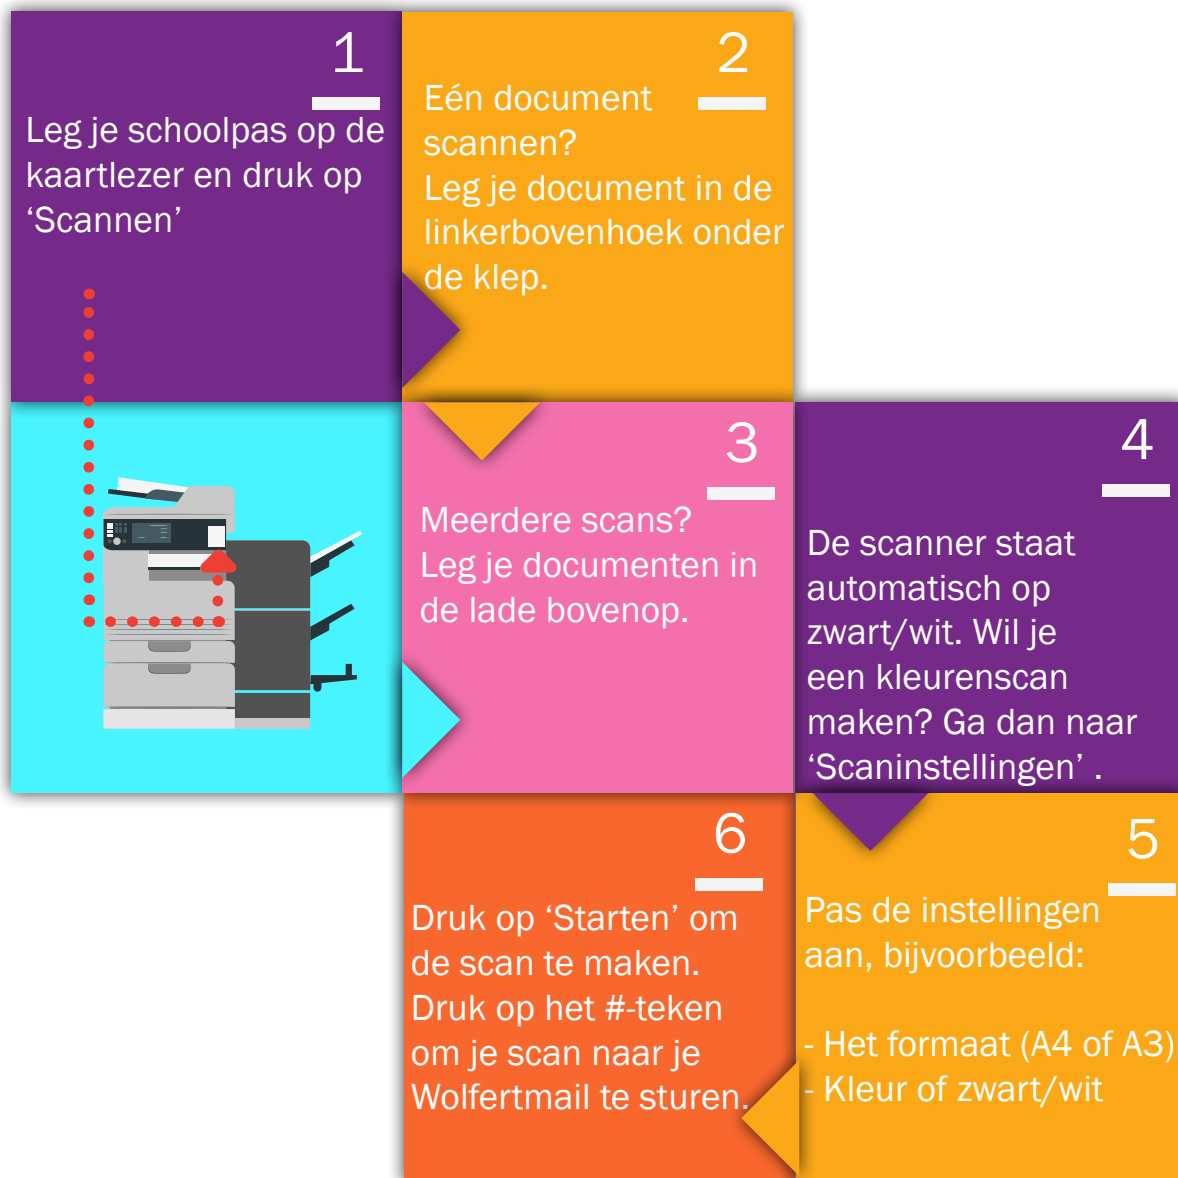 1
Leg je schoolpas op de
kaartlezer en druk op
‘Scannen’
2
Eén document
scannen?
Leg je document in de
linkerbovenhoek onder
de klep.
3
Meerdere scans?
Leg je documenten in
de lade bovenop.
4
De scanner staat
automatisch op
zwart/wit. Wil je
een kleurenscan
maken? Ga dan naar
‘Scaninstellingen’ .
5
Pas de instellingen
aan, bijvoorbeeld:
- Het formaat (A4 of A3)
- Kleur of zwart/wit
6
Druk op ‘Starten’ om
de scan te maken.
Druk op het #-teken
om je scan naar je
Wolfertmail te sturen.